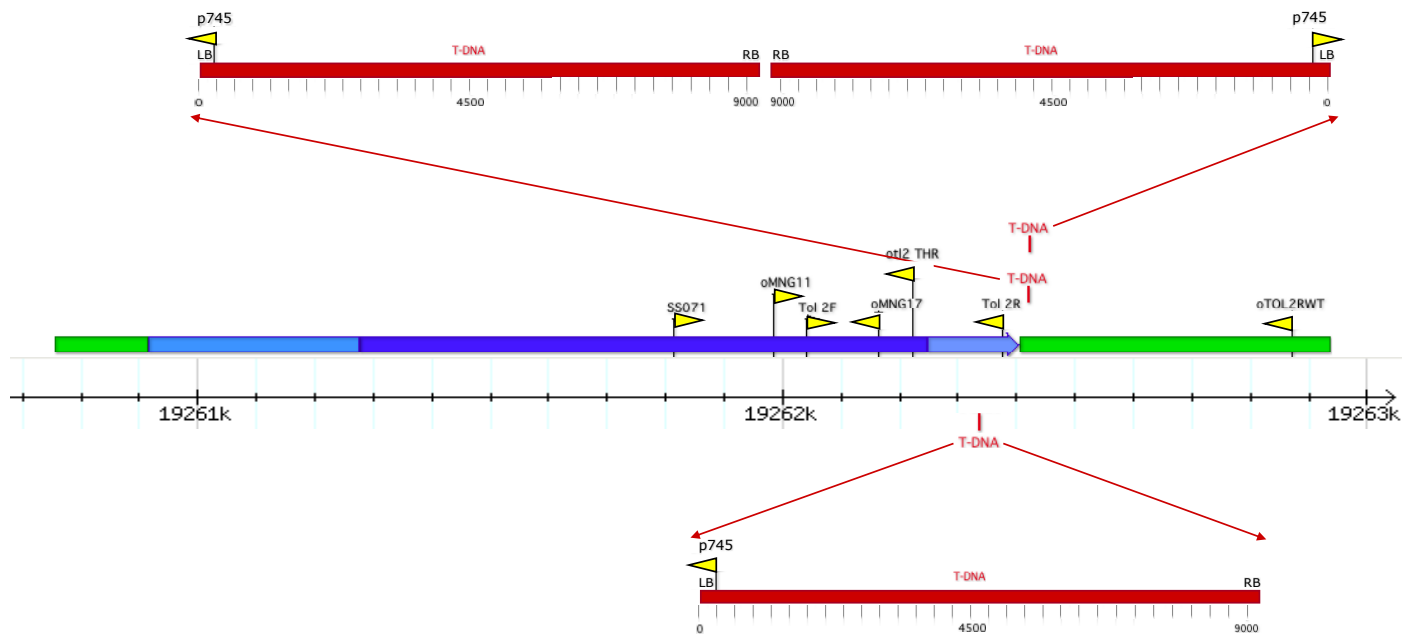 p745 p745
LB T-DNA RB RB T-DNA LB
0 4500 9000 9000 4500 0
T-DNA
otl2 THR
T-DNA
oMNG11
SS071 Tol 2F oMNG17 Tol 2R oTOL2RWT
19261k 19262k 19263k
T-DNA
p745
LB T-DNA RB
0 4500 9000